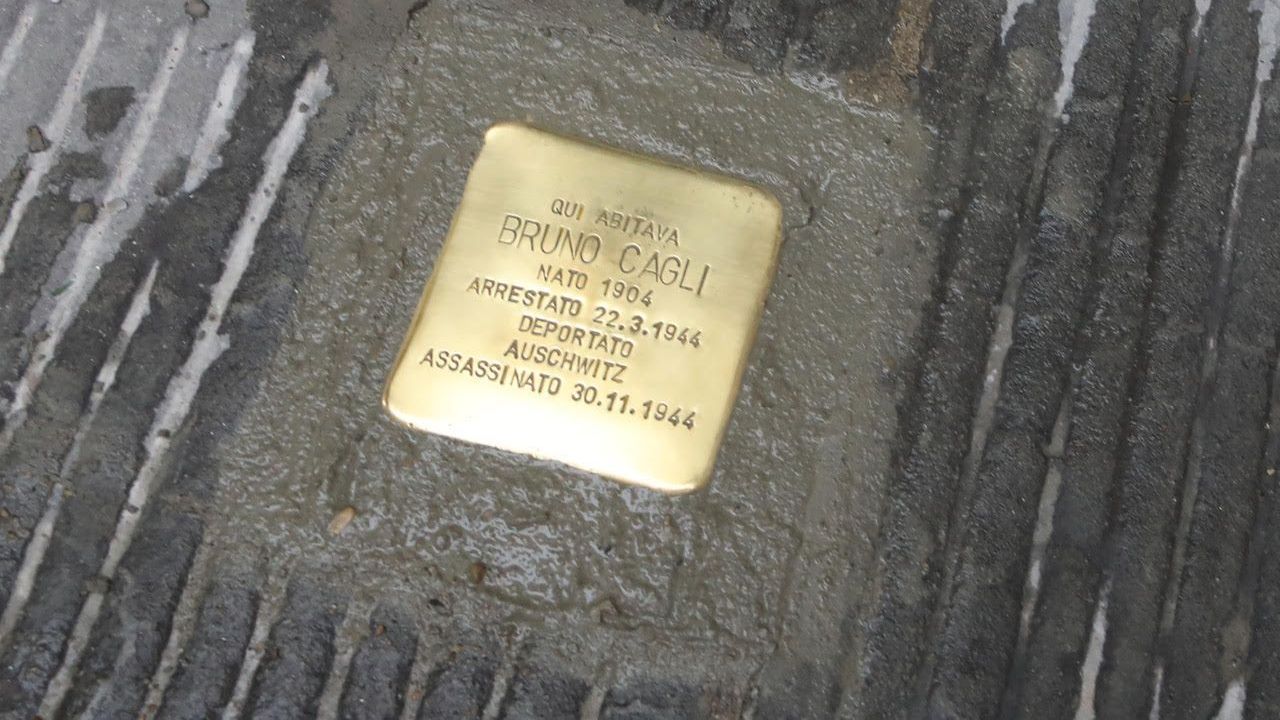 QUI ABITAVA
BRUNO CAGLI
NATO 1904
ARRESTATO 22.3.1944
DEPORTATO
AUSCHWITZ
ASSASSINATO 30.11.1944